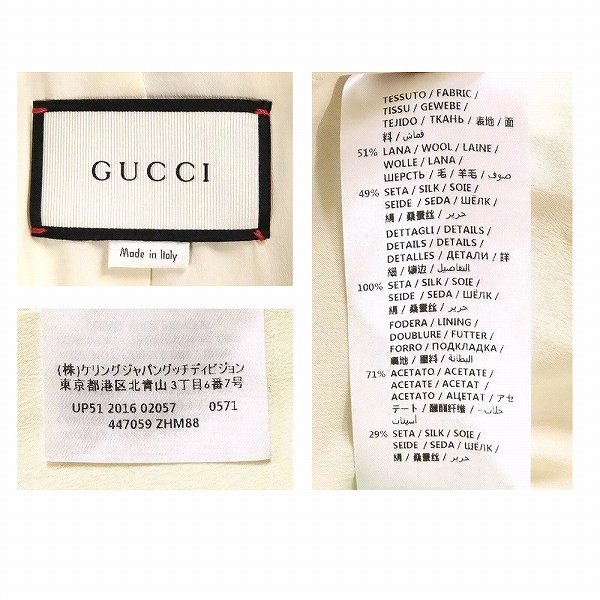 GUCCI
Made in Italy
(株)ケリングジャパングッチディビジョン
東京都港区北青山3丁目6番7号
UP51 2016 02057 0571
447059 ZHM88
TESSUTO / FABRIC /
TISSU / GEWEBE /
TEJIDO / ТКАНЬ / 表地 / 面
料 / قماش
51% LANA / WOOL / LAINE /
WOLLE / LANA /
ШЕРСТЬ / 毛 / 羊毛 / صوف
49% SETA / SILK / SOIE /
SEIDE / SEDA / ШЁЛК /
絹 / 桑蚕丝 / حرير
DETTAGLI / DETAILS /
DETAILS / DETAILS /
DETALLES / ДЕТАЛИ / 詳
細 / 镶边 / التفاصيل
100% SETA / SILK / SOIE /
SEIDE / SEDA / ШЁЛК /
絹 / 桑蚕丝 / حرير
FODERA / LINING /
DOUBLURE / FUTTER /
FORRO / ПОДКЛАДКА /
裏地 / 里料 / البطانة
71% ACETATO / ACETATE /
ACETATE / ACETAT /
ACETATO / АЦЕТАТ / アセ
テート / 醋酯纤维 / خلاب -
أسيتات
29% SETA / SILK / SOIE /
SEIDE / SEDA / ШЁЛК /
絹 / 桑蚕丝 / حرير